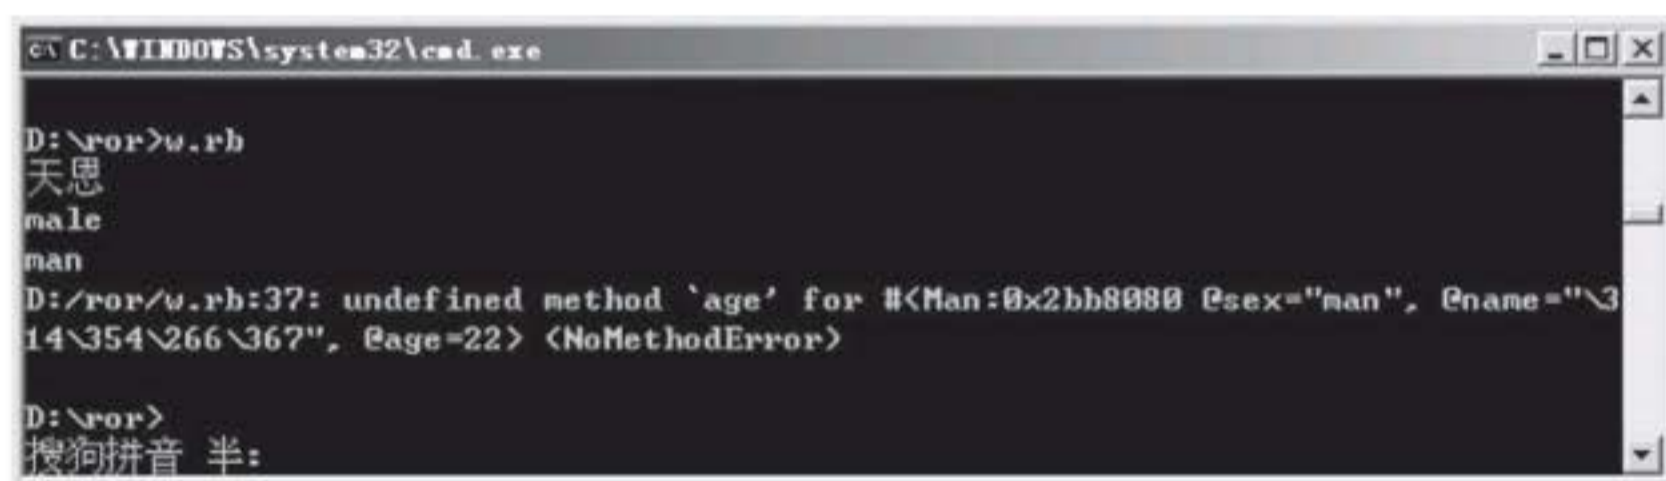 C:\WINDOWS\system32\cmd.exe
D:\ror>w.rb
天恩
male
man
D:/ror/w.rb:37: undefined method `age' for #<Man:0x2bb8080 @sex="man", @name="\3
14\354\266\367", @age=22> <NoMethodError>
D:\ror>
搜狗拼音 半: